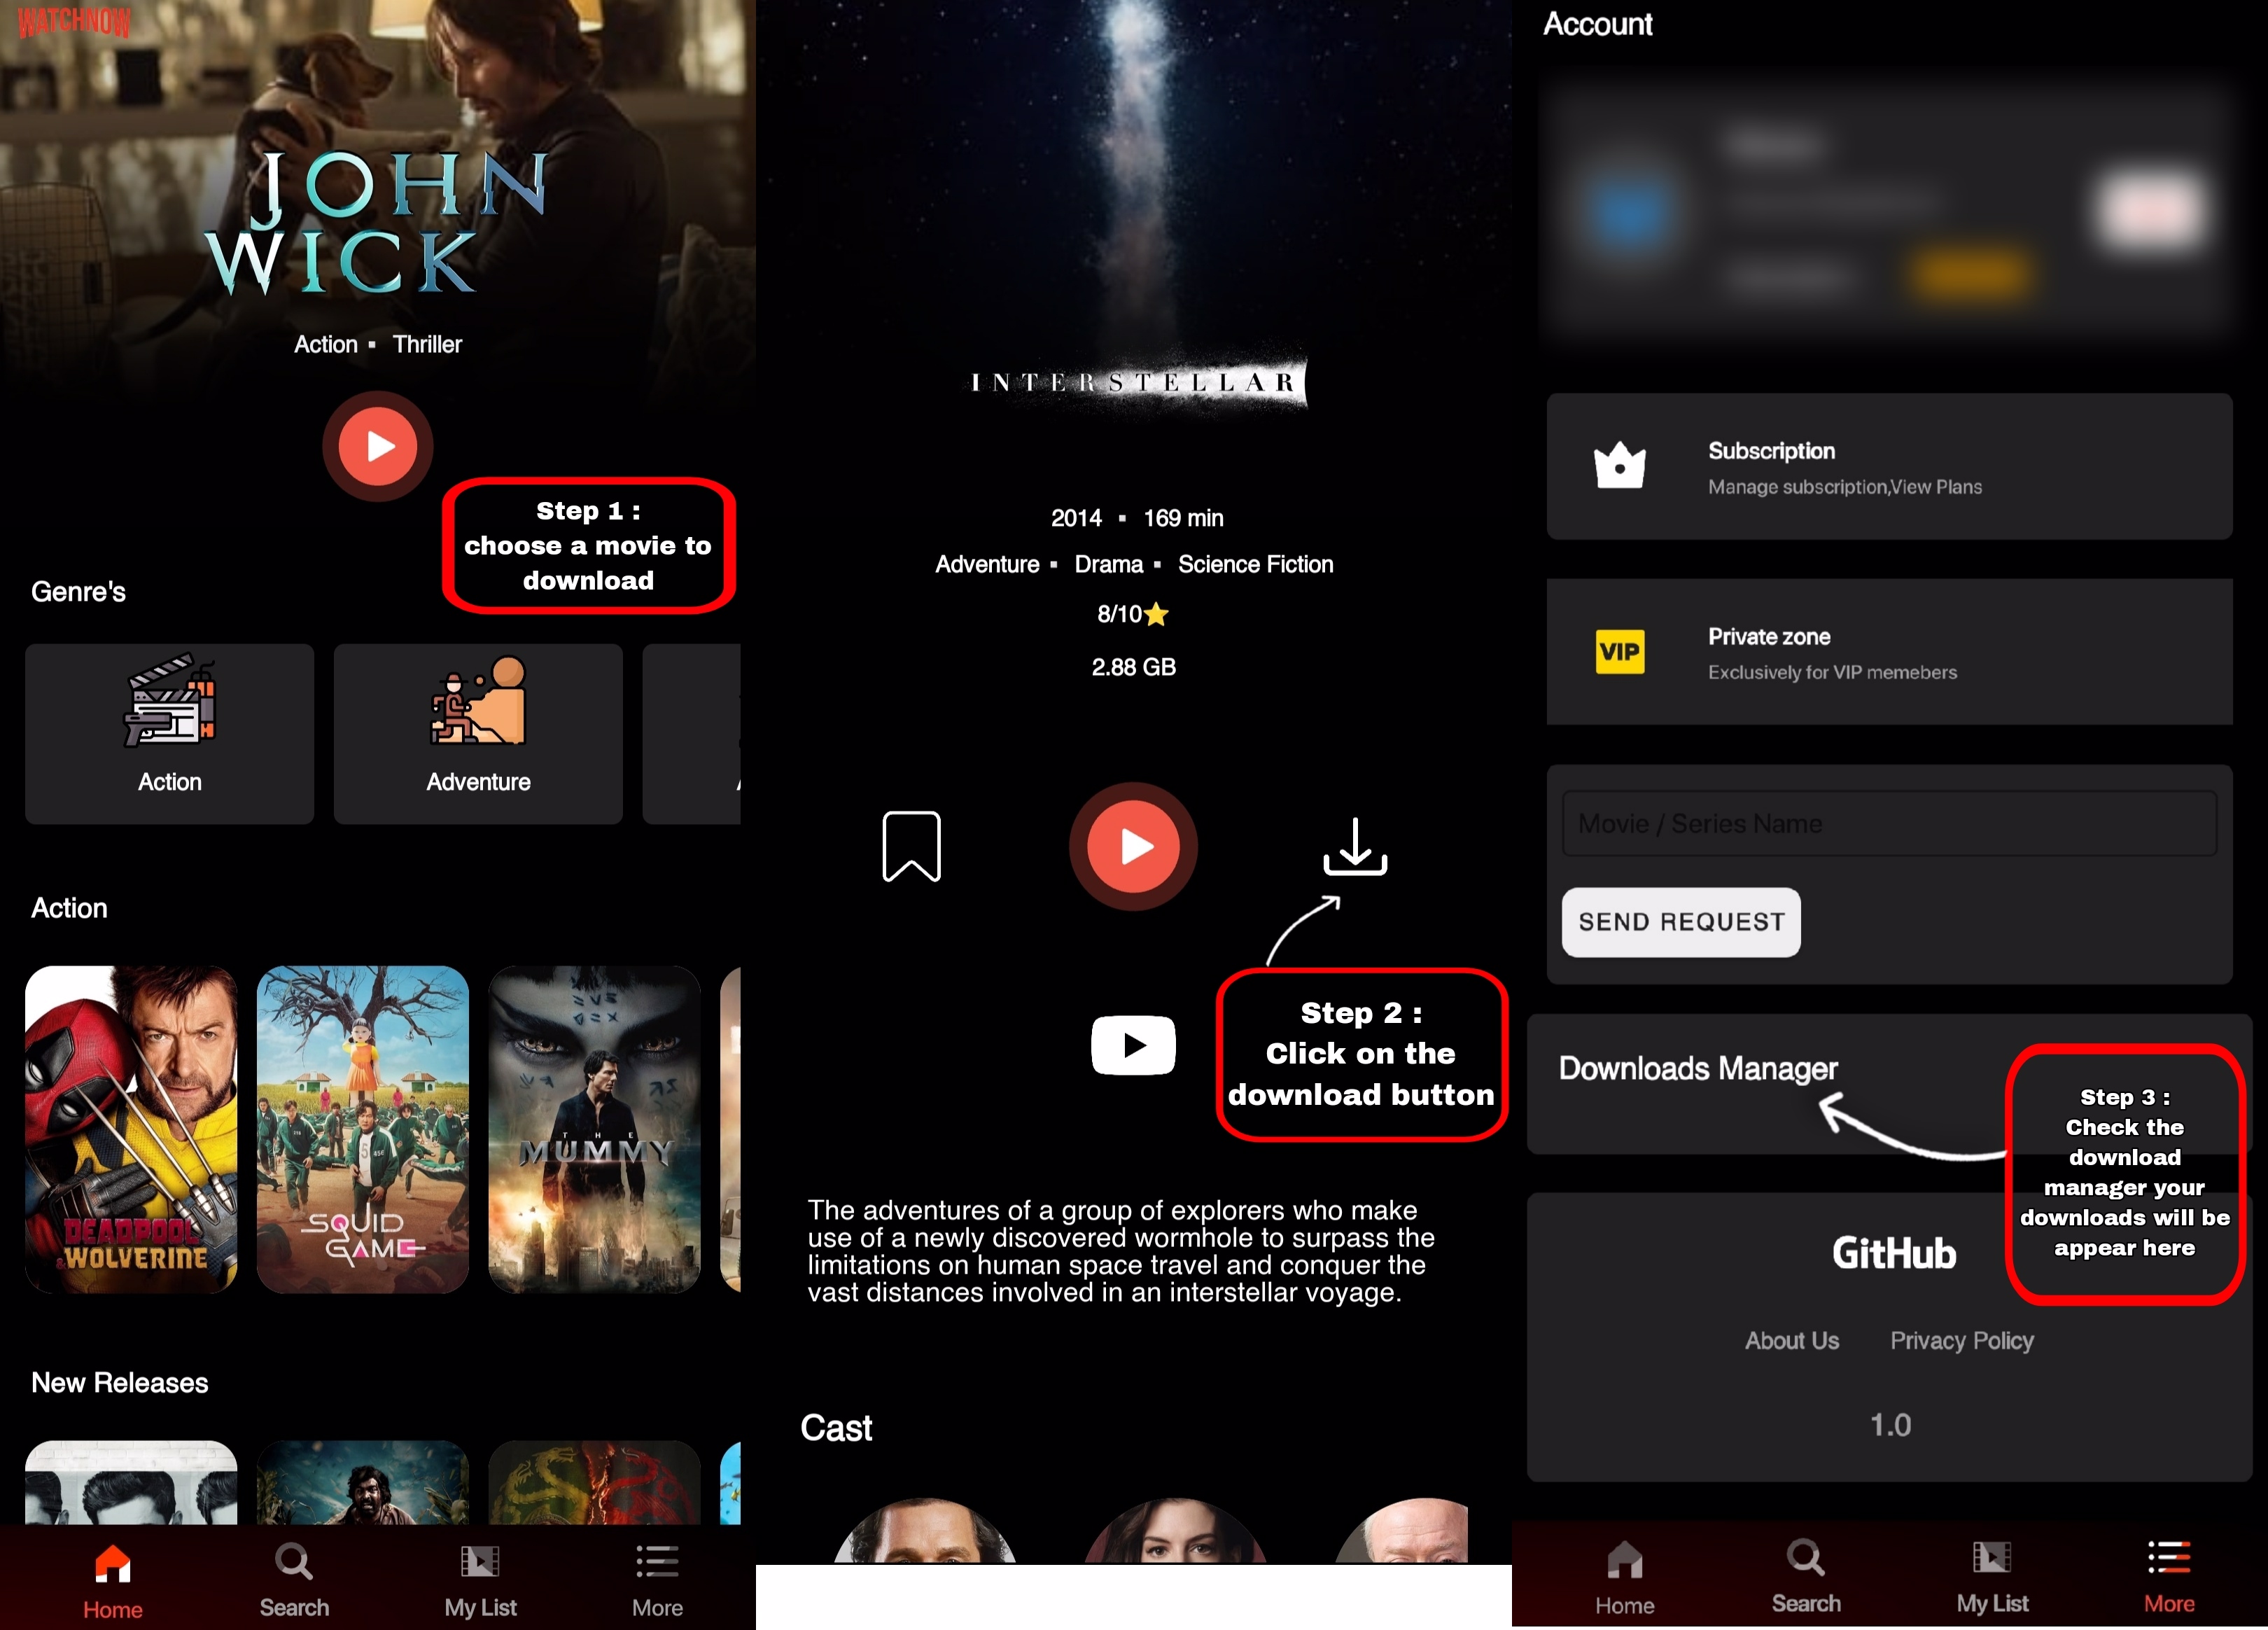 WATCHNOW
JOHN
WICK
Action ▪ Thriller
Step 1 :
choose a movie to
download
Genre's
Action
Adventure
Action
DEADPOOL
& WOLVERINE
SQUID
GAME
THE
MUMMY
New Releases
Home
Search
My List
More
INTERSTELLAR
2014 ▪ 169 min
Adventure ▪ Drama ▪ Science Fiction
8/10⭐
2.88 GB
Step 2 :
Click on the
download button
The adventures of a group of explorers who make
use of a newly discovered wormhole to surpass the
limitations on human space travel and conquer the
vast distances involved in an interstellar voyage.
Cast
Account
Subscription
Manage subscription,View Plans
VIP
Private zone
Exclusively for VIP memebers
Movie / Series Name
SEND REQUEST
Downloads Manager
Step 3 :
Check the
download
manager your
downloads will be
appear here
GitHub
About Us
Privacy Policy
1.0
Home
Search
My List
More